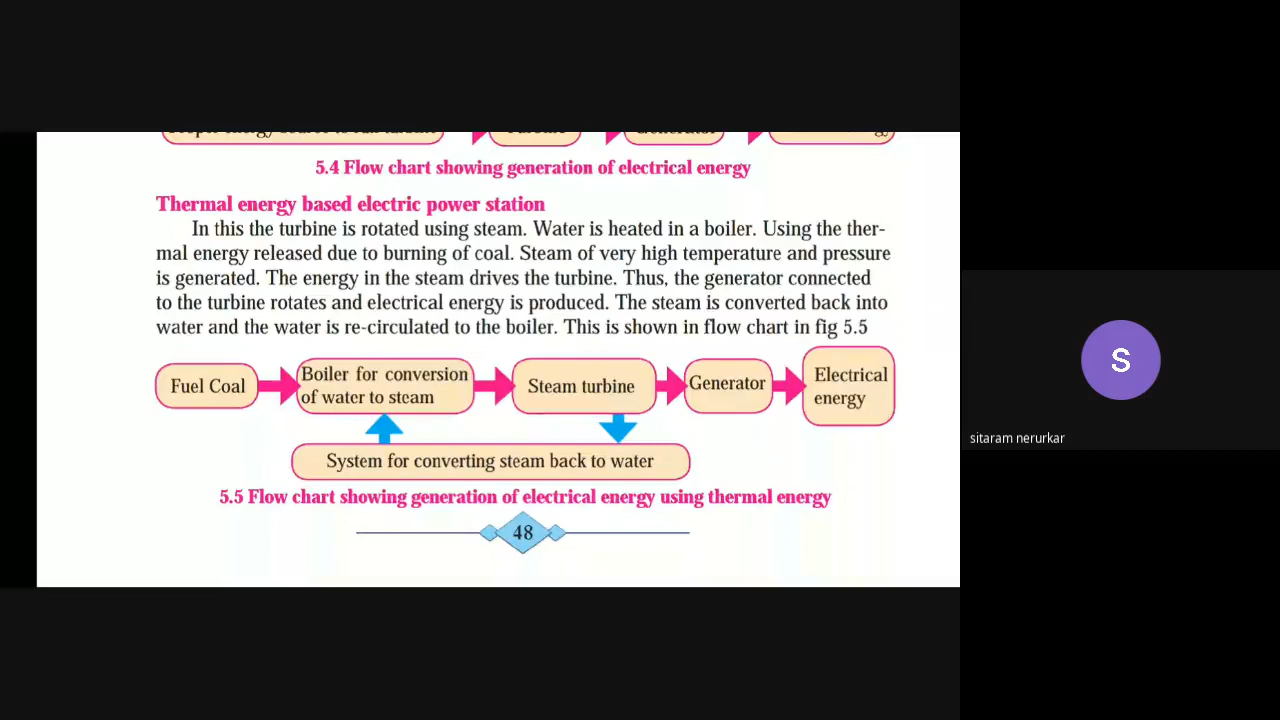 5.4 Flow chart showing generation of electrical energy
Thermal energy based electric power station
In this the turbine is rotated using steam. Water is heated in a boiler. Using the ther-
mal energy released due to burning of coal. Steam of very high temperature and pressure
is generated. The energy in the steam drives the turbine. Thus, the generator connected
to the turbine rotates and electrical energy is produced. The steam is converted back into
water and the water is re-circulated to the boiler. This is shown in flow chart in fig 5.5
Fuel Coal
Boiler for conversion
of water to steam
Steam turbine
Generator
Electrical
energy
System for converting steam back to water
5.5 Flow chart showing generation of electrical energy using thermal energy
48
S
sitaram nerurkar